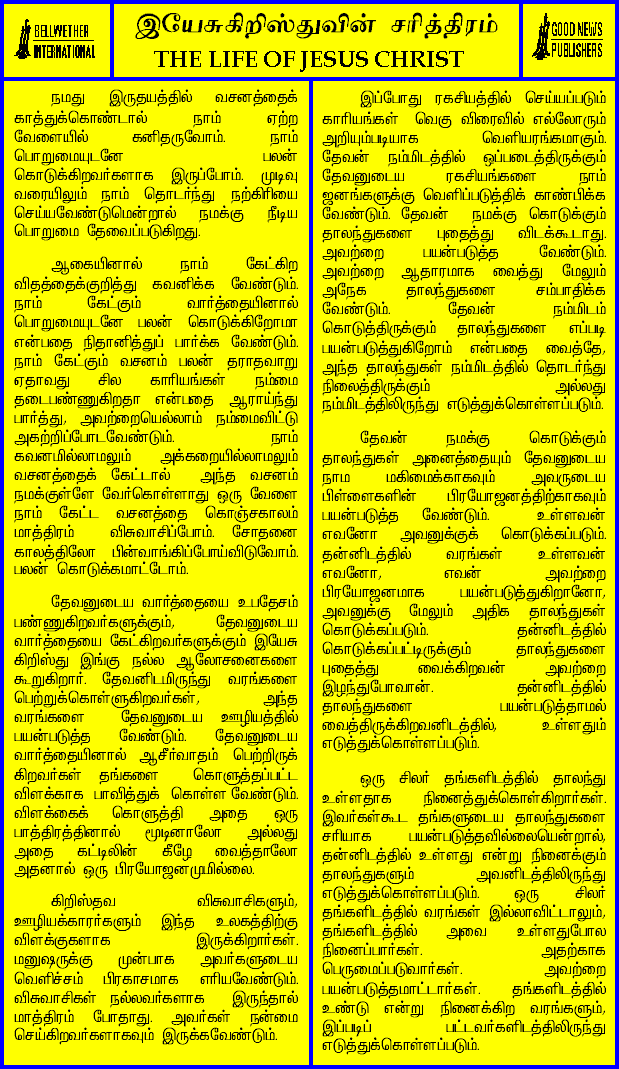 BELLWETHER
INTERNATIONAL
இயேசுகிறிஸ்துவின் சரித்திரம்
THE LIFE OF JESUS CHRIST
GOOD NEWS
PUBLISHERS
நமது இருதயத்தில் வசனத்தைக்
காத்துக்கொண்டால் நாம் ஏற்ற
வேளையில் கனிதருவோம். நாம்
பொறுமையுடனே பலன்
கொடுக்கிறவர்களாக இருப்போம். முடிவு
வரையிலும் நாம் தொடர்ந்து நற்கிரியை
செய்யவேண்டுமென்றால் நமக்கு நீடிய
பொறுமை தேவைப்படுகிறது.
ஆகையினால் நாம் கேட்கிற
விதத்தைக்குறித்து கவனிக்க வேண்டும்.
நாம் கேட்கும் வார்த்தையினால்
பொறுமையுடனே பலன் கொடுக்கிறோமா
என்பதை நிதானித்துப் பார்க்க வேண்டும்.
நாம் கேட்கும் வசனம் பலன் தராதவாறு
ஏதாவது சில காரியங்கள் நம்மை
தடைபண்ணுகிறதா என்பதை ஆராய்ந்து
பார்த்து, அவற்றையெல்லாம் நம்மைவிட்டு
அகற்றிப்போடவேண்டும். நாம்
கவனமில்லாமலும் அக்கறையில்லாமலும்
வசனத்தைக் கேட்டால் அந்த வசனம்
நமக்குள்ளே வேர்கொள்ளாது ஒரு வேளை
நாம் கேட்ட வசனத்தை கொஞ்சகாலம்
மாத்திரம் விசுவாசிப்போம். சோதனை
காலத்திலோ பின்வாங்கிப்போய்விடுவோம்.
பலன் கொடுக்கமாட்டோம்.
தேவனுடைய வார்த்தையை உபதேசம்
பண்ணுகிறவர்களுக்கும், தேவனுடைய
வார்த்தையை கேட்கிறவர்களுக்கும் இயேசு
கிறிஸ்து இங்கு நல்ல ஆலோசனைகளை
கூறுகிறார். தேவனிடமிருந்து வரங்களை
பெற்றுக்கொள்ளுகிறவர்கள், அந்த
வரங்களை தேவனுடைய ஊழியத்தில்
பயன்படுத்த வேண்டும். தேவனுடைய
வார்த்தையினால் ஆசீர்வாதம் பெற்றிருக்
கிறவர்கள் தங்களை கொளுத்தப்பட்ட
விளக்காக பாவித்துக் கொள்ள வேண்டும்.
விளக்கைக் கொளுத்தி அதை ஒரு
பாத்திரத்தினால் மூடினாலோ அல்லது
அதை கட்டிலின் கீழே வைத்தாலோ
அதனால் ஒரு பிரயோஜனமுமில்லை.
கிறிஸ்தவ விசுவாசிகளும்,
ஊழியக்காரர்களும் இந்த உலகத்திற்கு
விளக்குகளாக இருக்கிறார்கள்.
மனுஷருக்கு முன்பாக அவர்களுடைய
வெளிச்சம் பிரகாசமாக எரியவேண்டும்.
விசுவாசிகள் நல்லவர்களாக இருந்தால்
மாத்திரம் போதாது. அவர்கள் நன்மை
செய்கிறவர்களாகவும் இருக்கவேண்டும்.
இப்போது ரகசியத்தில் செய்யப்படும்
காரியங்கள் வெகு விரைவில் எல்லோரும்
அறியும்படியாக வெளியரங்கமாகும்.
தேவன் நம்மிடத்தில் ஒப்படைத்திருக்கும்
தேவனுடைய ரகசியங்களை நாம்
ஜனங்களுக்கு வெளிப்படுத்திக் காண்பிக்க
வேண்டும். தேவன் நமக்கு கொடுக்கும்
தாலந்துகளை புதைத்து விடக்கூடாது.
அவற்றை பயன்படுத்த வேண்டும்.
அவற்றை ஆதாரமாக வைத்து மேலும்
அநேக தாலந்துகளை சம்பாதிக்க
வேண்டும். தேவன் நம்மிடம்
கொடுத்திருக்கும் தாலந்துகளை எப்படி
பயன்படுத்துகிறோம் என்பதை வைத்தே,
அந்த தாலந்துகள் நம்மிடத்தில் தொடர்ந்து
நிலைத்திருக்கும் அல்லது
நம்மிடத்திலிருந்து எடுத்துக்கொள்ளப்படும்.
தேவன் நமக்கு கொடுக்கும்
தாலந்துகள் அனைத்தையும் தேவனுடைய
நாம மகிமைக்காகவும் அவருடைய
பிள்ளைகளின் பிரயோஜனத்திற்காகவும்
பயன்படுத்த வேண்டும். உள்ளவன்
எவனோ அவனுக்குக் கொடுக்கப்படும்.
தன்னிடத்தில் வரங்கள் உள்ளவன்
எவனோ, எவன் அவற்றை
பிரயோஜனமாக பயன்படுத்துகிறானோ,
அவனுக்கு மேலும் அதிக தாலந்துகள்
கொடுக்கப்படும். தன்னிடத்தில்
கொடுக்கப்பட்டிருக்கும் தாலந்துகளை
புதைத்து வைக்கிறவன் அவற்றை
இழந்துபோவான். தன்னிடத்தில்
தாலந்துகளை பயன்படுத்தாமல்
வைத்திருக்கிறவனிடத்தில், உள்ளதும்
எடுத்துக்கொள்ளப்படும்.
ஒரு சிலர் தங்களிடத்தில் தாலந்து
உள்ளதாக நினைத்துக்கொள்கிறார்கள்.
இவர்கள்கூட தங்களுடைய தாலந்துகளை
சரியாக பயன்படுத்தவில்லையென்றால்,
தன்னிடத்தில் உள்ளது என்று நினைக்கும்
தாலந்துகளும் அவனிடத்திலிருந்து
எடுத்துக்கொள்ளப்படும். ஒரு சிலர்
தங்களிடத்தில் வரங்கள் இல்லாவிட்டாலும்,
தங்களிடத்தில் அவை உள்ளதுபோல
நினைப்பார்கள். அதற்காக
பெருமைப்படுவார்கள். அவற்றை
பயன்படுத்தமாட்டார்கள். தங்களிடத்தில்
உண்டு என்று நினைக்கிற வரங்களும்,
இப்படிப் பட்டவர்களிடத்திலிருந்து
எடுத்துக்கொள்ளப்படும்.